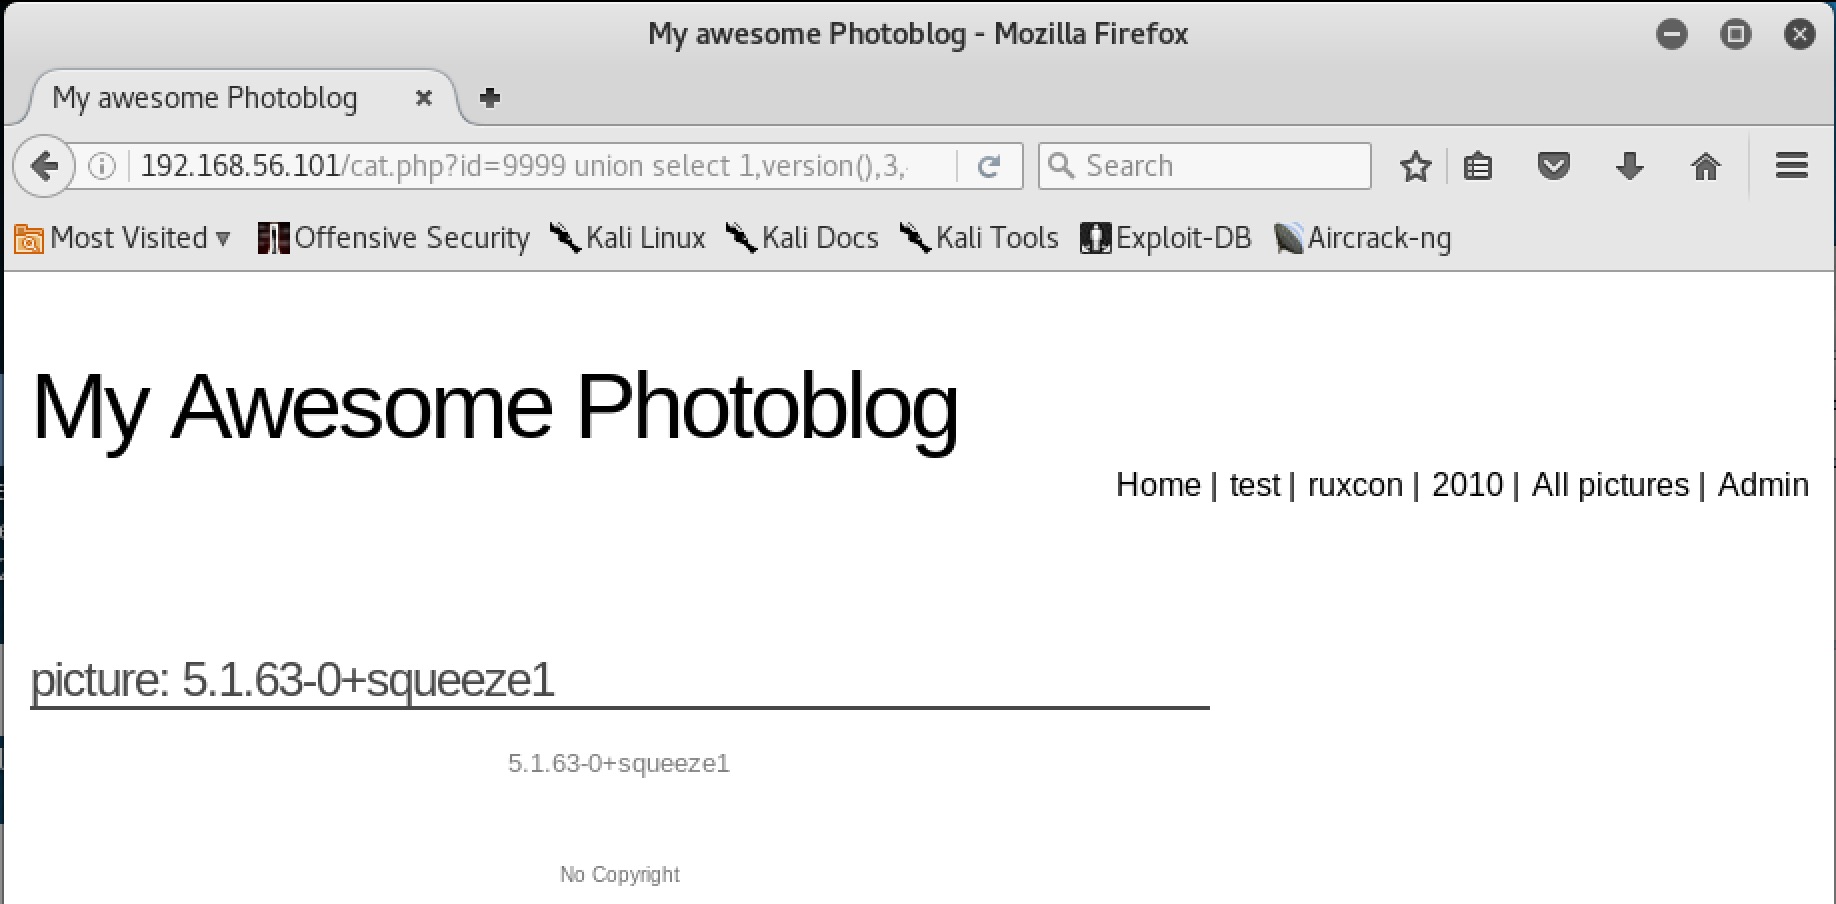 My awesome Photoblog - Mozilla Firefox
My awesome Photoblog
192.168.56.101/cat.php?id=9999 union select 1,version(),3,
Search
Most Visited Offensive Security Kali Linux Kali Docs Kali Tools Exploit-DB Aircrack-ng
My Awesome Photoblog
Home | test | ruxcon | 2010 | All pictures | Admin
picture: 5.1.63-0+squeeze1
5.1.63-0+squeeze1
No Copyright